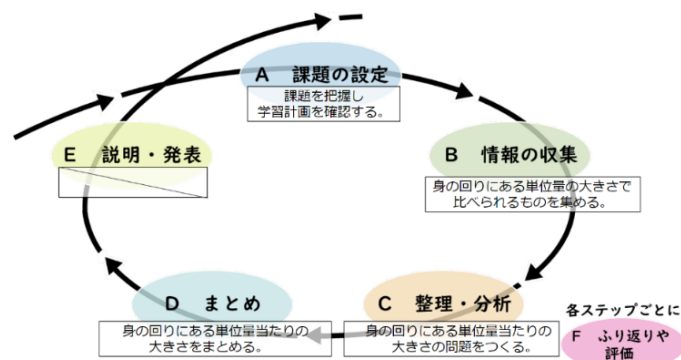 A　課題の設定
課題を把握し
学習計画を確認する。
B　情報の収集
身の回りにある単位量の大きさで
比べられるものを集める。
C　整理・分析
身の回りにある単位量当たりの
大きさの問題をつくる。
D　まとめ
身の回りにある単位量当たりの
大きさをまとめる。
E　説明・発表
各ステップごとに
F　ふり返りや
評価